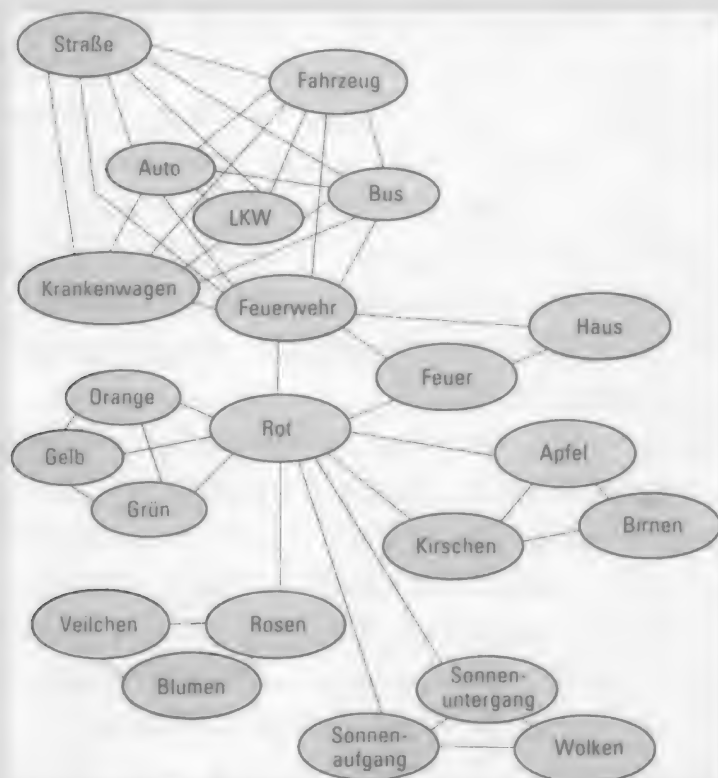 Straße
Fahrzeug
Auto
LKW
Bus
Krankenwagen
Feuerwehr
Haus
Feuer
Orange
Rot
Gelb
Apfel
Grün
Kirschen
Birnen
Veilchen
Rosen
Blumen
Sonnen-
untergang
Sonnen-
aufgang
Wolken